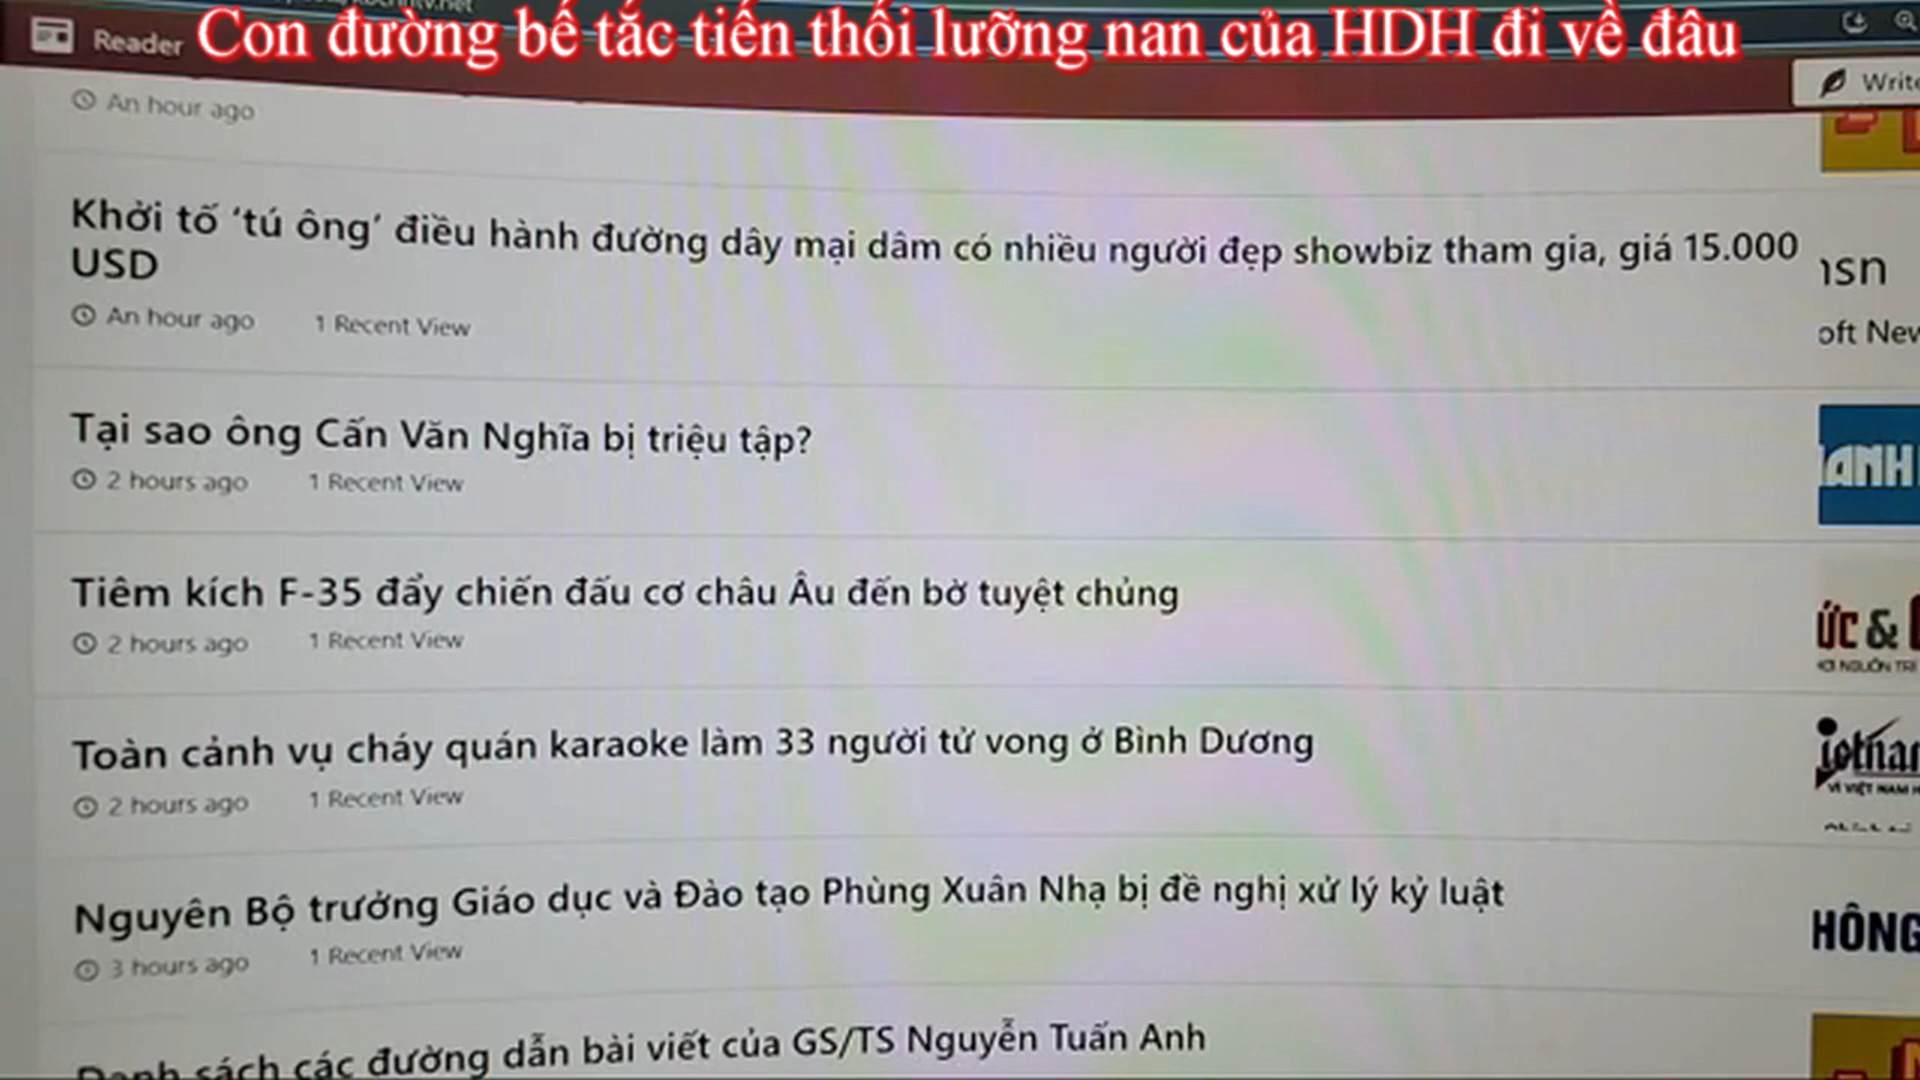 Con đường bế tắc tiến thối lưỡng nan của HDH đi về đâu
Reader
Write
An hour ago
Khởi tố ‘tú ông’ điều hành đường dây mại dâm có nhiều người đẹp showbiz tham gia, giá 15.000
USD
An hour ago 1 Recent View
Tại sao ông Cấn Văn Nghĩa bị triệu tập?
2 hours ago 1 Recent View
Tiêm kích F-35 đẩy chiến đấu cơ châu Âu đến bờ tuyệt chủng
2 hours ago 1 Recent View
Toàn cảnh vụ cháy quán karaoke làm 33 người tử vong ở Bình Dương
2 hours ago 1 Recent View
Nguyên Bộ trưởng Giáo dục và Đào tạo Phùng Xuân Nhạ bị đề nghị xử lý kỷ luật
3 hours ago 1 Recent View
Danh sách các đường dẫn bài viết của GS/TS Nguyễn Tuấn Anh
HÔNG